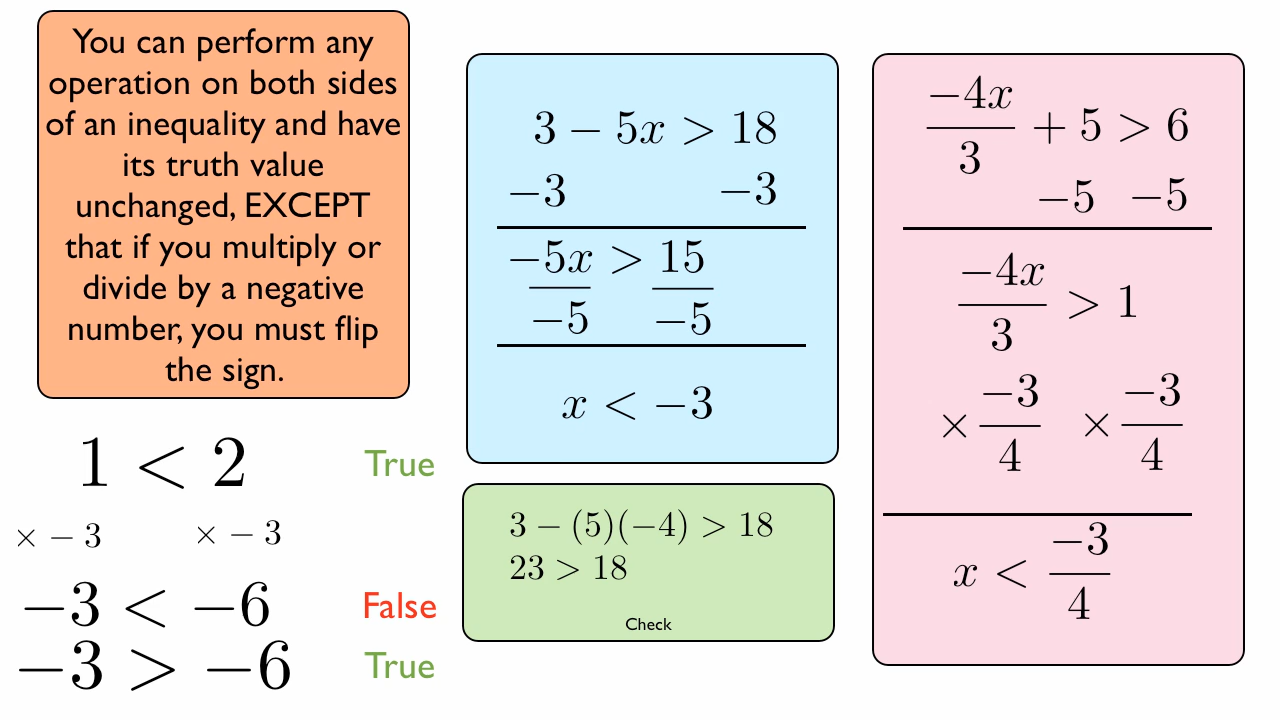 You can perform any
operation on both sides
of an inequality and have
its truth value
unchanged, EXCEPT
that if you multiply or
divide by a negative
number, you must flip
the sign.
1 < 2 True
× − 3 × − 3
−3 < −6 False
−3 > −6 True
3 − 5x > 18
−3 −3
−5x > 15
−5 −5
x < −3
3 − (5)(−4) > 18
23 > 18
Check
−4x
+ 5 > 6
3
−5 −5
−4x
> 1
3
−3 −3
× ×
4 4
−3
x <
4